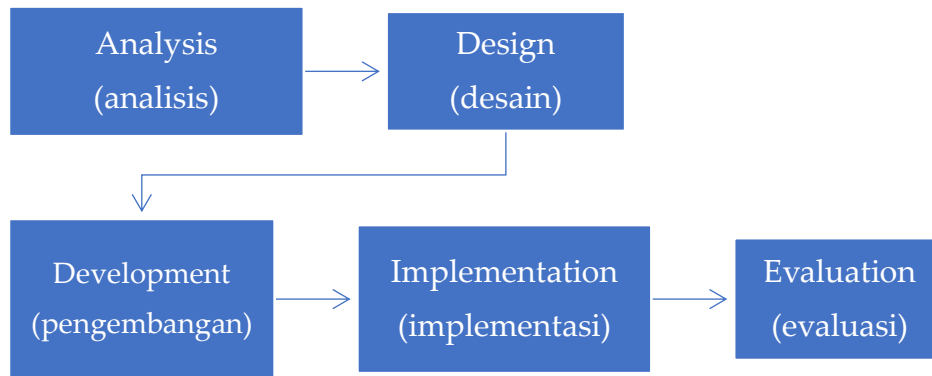 Analysis
(analisis)
Design
(desain)
Development
(pengembangan)
Implementation
(implementasi)
Evaluation
(evaluasi)